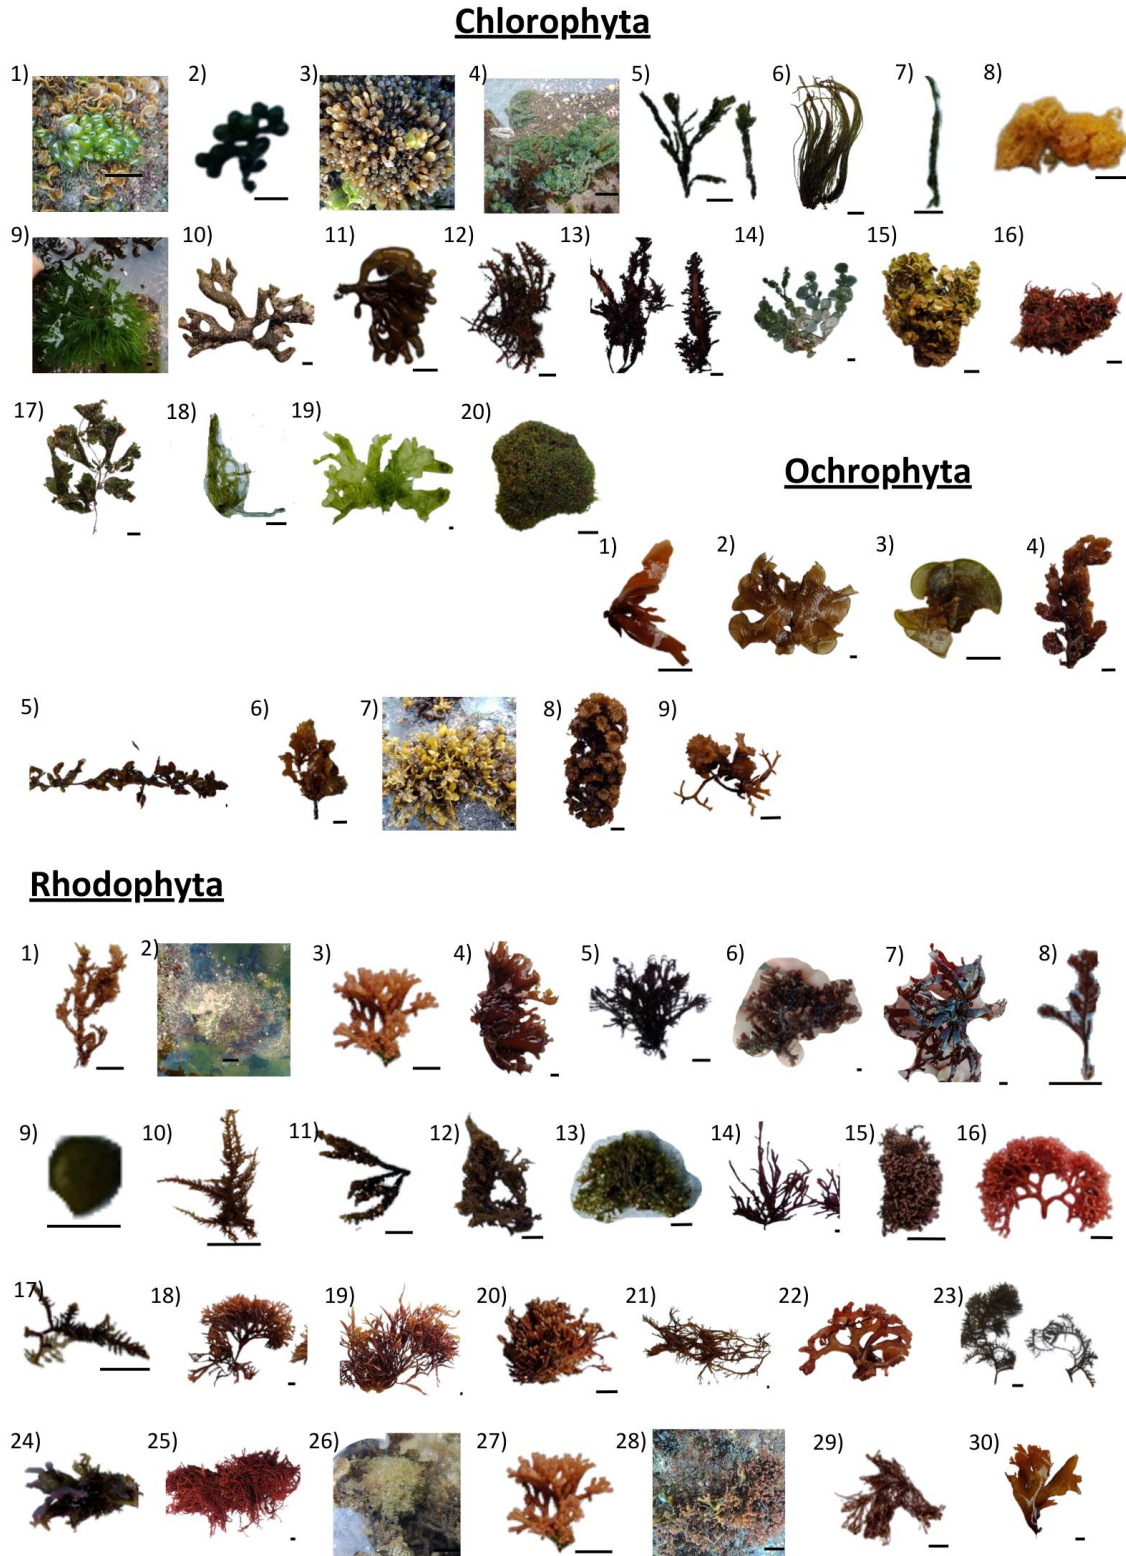 Chlorophyta
1) 2) 3) 4) 5) 6) 7) 8)
9) 10) 11) 12) 13) 14) 15) 16)
17) 18) 19) 20)
Ochrophyta
1) 2) 3) 4)
5) 6) 7) 8) 9)
Rhodophyta
1) 2) 3) 4) 5) 6) 7) 8)
9) 10) 11) 12) 13) 14) 15) 16)
17) 18) 19) 20) 21) 22) 23)
24) 25) 26) 27) 28) 29) 30)